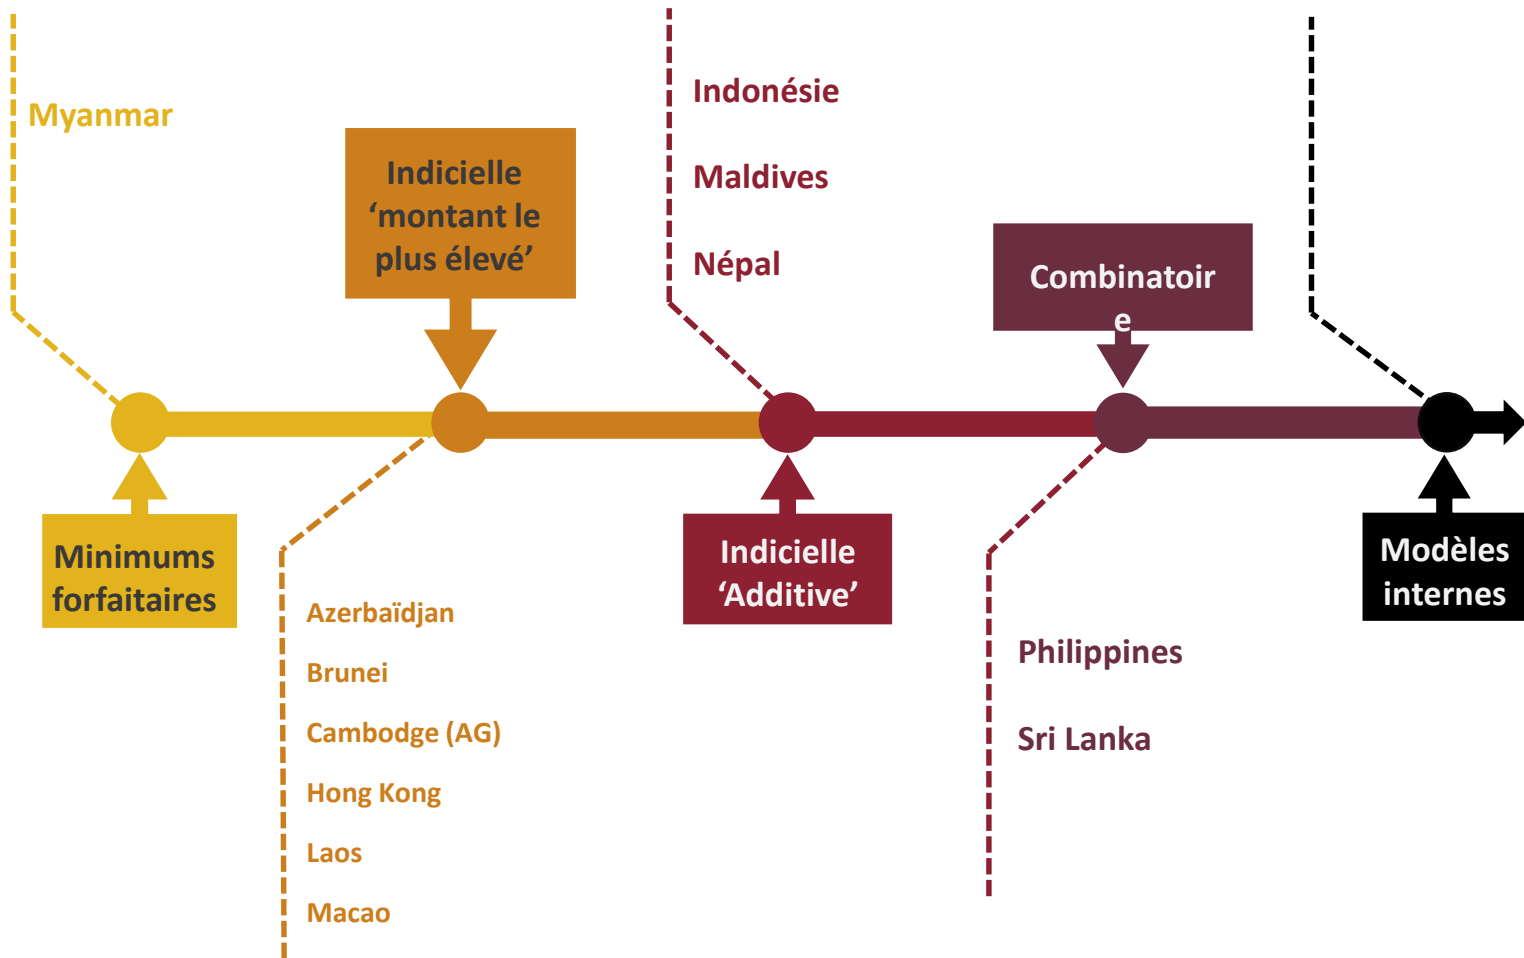 Myanmar
Indicielle
‘montant le
plus élevé’
Indonésie
Maldives
Népal
Combinatoir
e
Minimums
forfaitaires
Azerbaïdjan
Brunei
Cambodge (AG)
Hong Kong
Laos
Macao
Indicielle
‘Additive’
Philippines
Sri Lanka
Modèles
internes